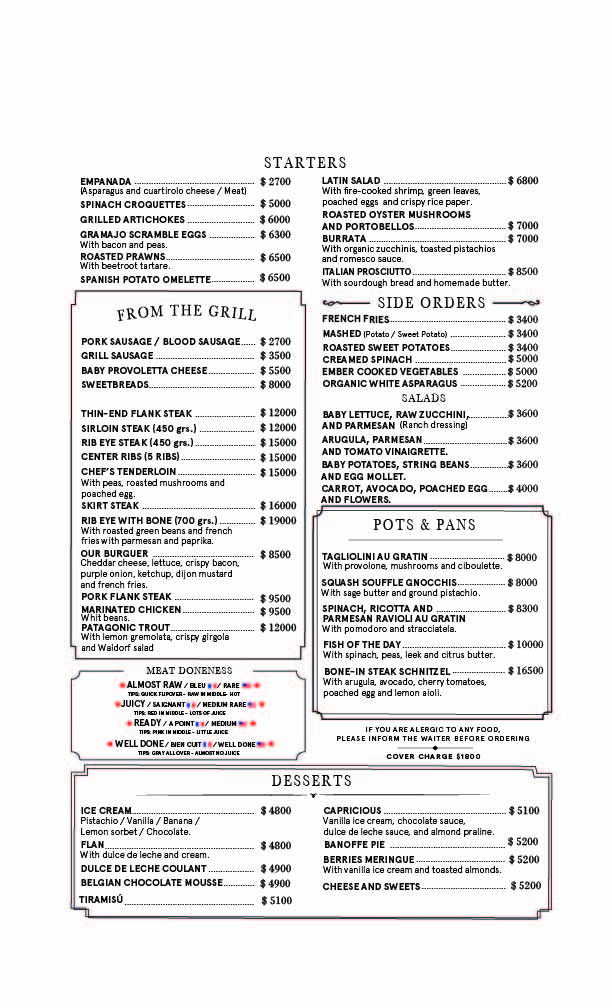 STARTERS
EMPANADA $ 2700
(Asparagus and cuartirolo cheese / Meat)
SPINACH CROQUETTES $ 5000
GRILLED ARTICHOKES $ 6000
GRAMAJO SCRAMBLE EGGS $ 6300
With bacon and peas.
ROASTED PRAWNS $ 6500
With beetroot tartare.
SPANISH POTATO OMELETTE $ 6500
LATIN SALAD $ 6800
With fire-cooked shrimp, green leaves,
poached eggs and crispy rice paper.
ROASTED OYSTER MUSHROOMS
AND PORTOBELLOS $ 7000
BURRATA $ 7000
With organic zucchinis, toasted pistachios
and romesco sauce.
ITALIAN PROSCIUTTO $ 8500
With sourdough bread and homemade butter.
FROM THE GRILL
PORK SAUSAGE / BLOOD SAUSAGE $ 2700
GRILL SAUSAGE $ 3500
BABY PROVOLETTA CHEESE $ 5500
SWEETBREADS $ 8000
THIN-END FLANK STEAK $ 12000
SIRLOIN STEAK (450 grs.) $ 12000
RIB EYE STEAK (450 grs.) $ 15000
CENTER RIBS (5 RIBS) $ 15000
CHEF'S TENDERLOIN $ 15000
With peas, roasted mushrooms and
poached egg.
SKIRT STEAK $ 16000
RIB EYE WITH BONE (700 grs.) $ 19000
With roasted green beans and french
fries with parmesan and paprika.
OUR BURGUER $ 8500
Cheddar cheese, lettuce, crispy bacon,
purple onion, ketchup, dijon mustard
and french fries.
PORK FLANK STEAK $ 9500
MARINATED CHICKEN $ 9500
Whit beans.
PATAGONIC TROUT $ 12000
With lemon gremolata, crispy girgola
and Waldorf salad
SIDE ORDERS
FRENCH FRIES $ 3400
MASHED (Potato / Sweet Potato) $ 3400
ROASTED SWEET POTATOES $ 3400
CREAMED SPINACH $ 5000
EMBER COOKED VEGETABLES $ 5000
ORGANIC WHITE ASPARAGUS $ 5200
SALADS
BABY LETTUCE, RAW ZUCCHINI, $ 3600
AND PARMESAN (Ranch dressing)
ARUGULA, PARMESAN $ 3600
AND TOMATO VINAIGRETTE.
BABY POTATOES, STRING BEANS $ 3600
AND EGG MOLLET.
CARROT, AVOCADO, POACHED EGG $ 4000
AND FLOWERS.
POTS & PANS
TAGLIOLINI AU GRATIN $ 8000
With provolone, mushrooms and ciboulette.
SQUASH SOUFFLE GNOCCHIS $ 8000
With sage butter and ground pistachio.
SPINACH, RICOTTA AND $ 8300
PARMESAN RAVIOLI AU GRATIN
With pomodoro and stracciatela.
FISH OF THE DAY $ 10000
With spinach, peas, leek and citrus butter.
BONE-IN STEAK SCHNITZEL $ 16500
With arugula, avocado, cherry tomatoes,
poached egg and lemon aioli.
MEAT DONENESS
ALMOST RAW / BLEU / RARE
TIPS: QUICK FLIPOVER - RAW IN MIDDLE- HOT
JUICY / SAIGNANT / MEDIUM RARE
TIPS: RED IN MIDDLE - LOTS OF JUICE
READY / A POINT / MEDIUM
TIPS: PINK IN MIDDLE - LITTLE JUICE
WELL DONE / BIEN CUIT / WELL DONE
TIPS: GRAY ALL OVER - ALMOST NO JUICE
IF YOU ARE ALERGIC TO ANY FOOD,
PLEASE INFORM THE WAITER BEFORE ORDERING
COVER CHARGE $1800
DESSERTS
ICE CREAM $ 4800
Pistachio / Vanilla / Banana /
Lemon sorbet / Chocolate.
FLAN $ 4800
With dulce de leche and cream.
DULCE DE LECHE COULANT $ 4900
BELGIAN CHOCOLATE MOUSSE $ 4900
TIRAMISÚ $ 5100
CAPRICIOUS $ 5100
Vanilla ice cream, chocolate sauce,
dulce de leche sauce, and almond praline.
BANOFFE PIE $ 5200
BERRIES MERINGUE $ 5200
With vanilla ice cream and toasted almonds.
CHEESE AND SWEETS $ 5200